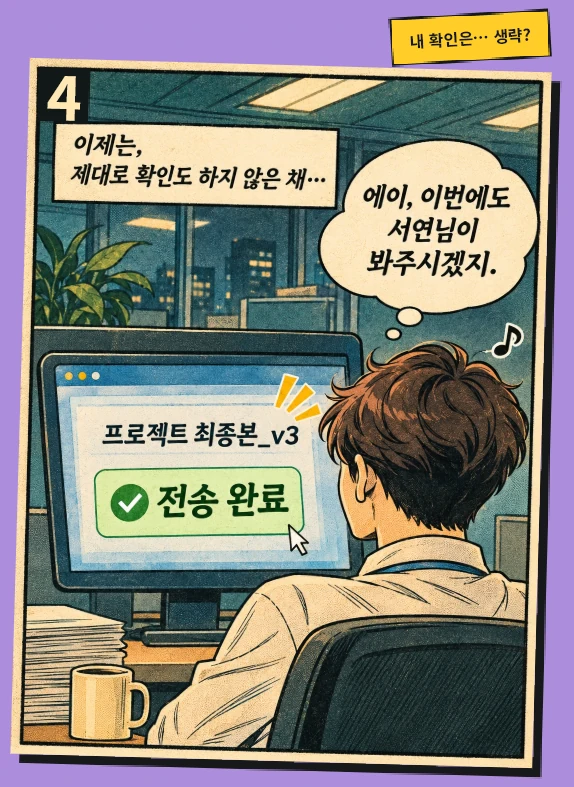 내 확인은… 생략?
4
이제는,
제대로 확인도 하지 않은 채…
에이, 이번에도
서연님이
봐주시겠지.
프로젝트 최종본_v3
전송 완료